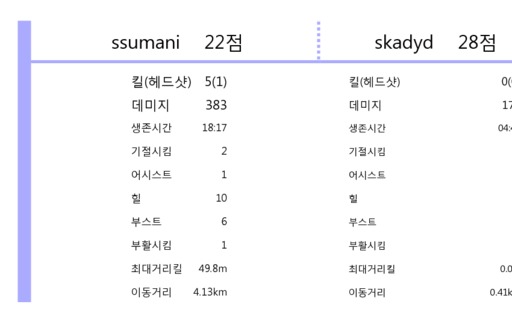 ssumani 22점 skadyd 28점
킬(헤드샷) 5(1) 킬(헤드샷) 0(
데미지 383 데미지 17
생존시간 18:17 생존시간 04:
기절시킴 2 기절시킴
어시스트 1 어시스트
힐 10 힐
부스트 6 부스트
부활시킴 1 부활시킴
최대거리킬 49.8m 최대거리킬 0.0
이동거리 4.13km 이동거리 0.41k